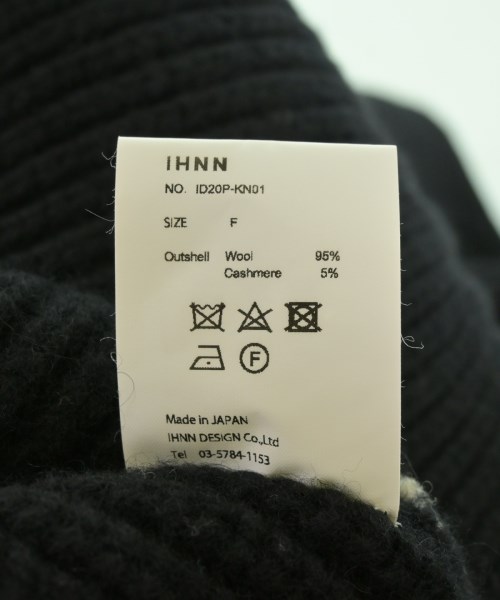 IHNN
NO. ID20P-KN01
SIZE F
Outshell Wool 95%
Cashmere 5%
F
Made in JAPAN
IHNN DESIGN Co.,Ltd
Tel 03-5784-1153